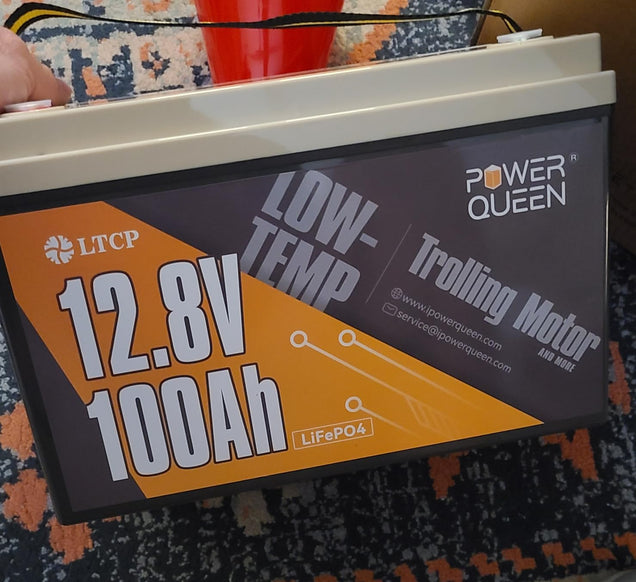 POWER
QUEEN
®
LTCP
LOW-
TEMP
Trolling Motor
AND MORE
www.ipowerqueen.com
service@ipowerqueen.com
12.8V
100Ah
LiFePO4